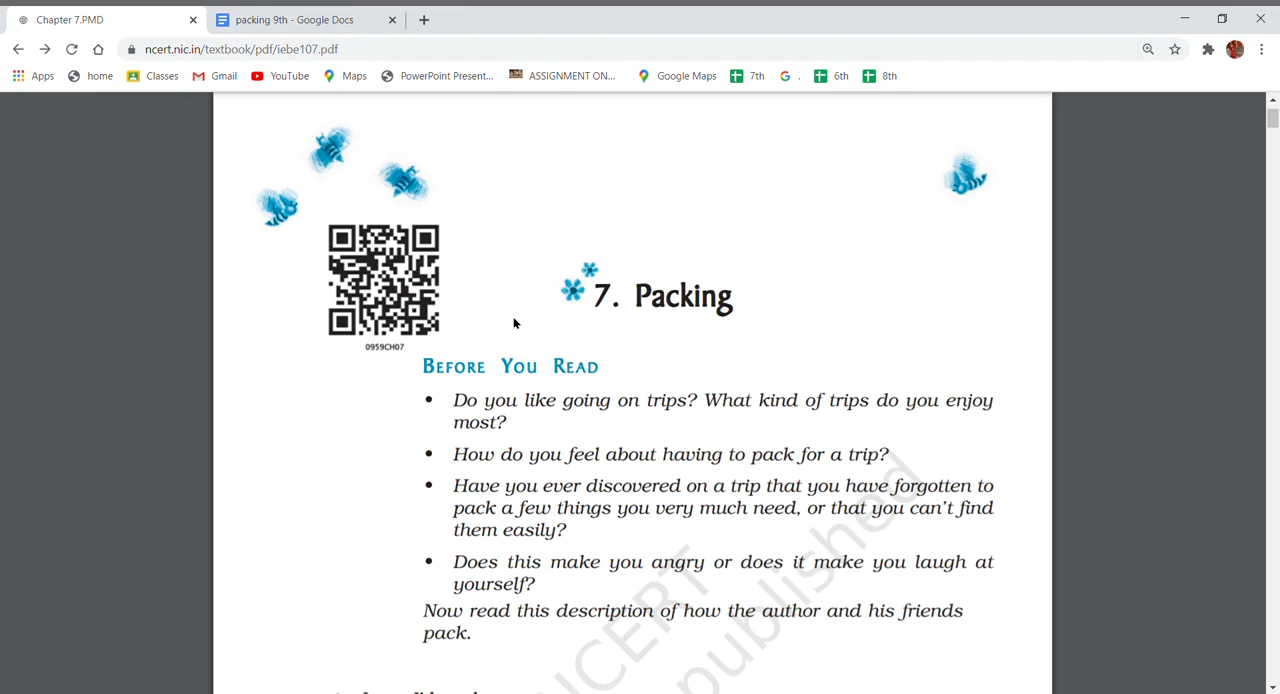 Chapter 7.PMD
packing 9th - Google Docs
ncert.nic.in/textbook/pdf/iebe107.pdf
Apps home Classes Gmail YouTube Maps PowerPoint Present... ASSIGNMENT ON... Google Maps 7th . 6th 8th
7. Packing
0959CH07
BEFORE YOU READ
• Do you like going on trips? What kind of trips do you enjoy
most?
• How do you feel about having to pack for a trip?
• Have you ever discovered on a trip that you have forgotten to
pack a few things you very much need, or that you can't find
them easily?
• Does this make you angry or does it make you laugh at
yourself?
Now read this description of how the author and his friends
pack.
NCERT
published